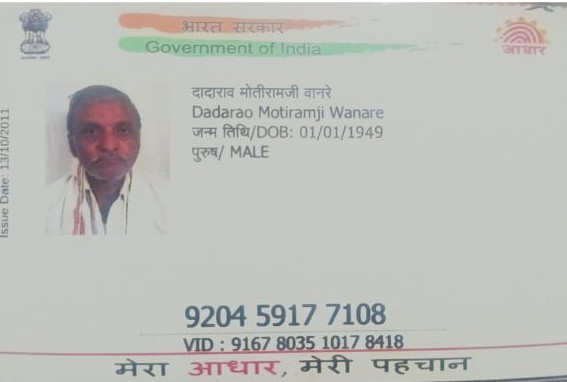 भारत सरकार
Government of India
आधार
Issue Date: 13/10/2011
दादाराव मोतीरामजी वानरे
Dadarao Motiramji Wanare
जन्म तिथि/DOB: 01/01/1949
पुरुष/ MALE
9204 5917 7108
VID : 9167 8035 1017 8418
मेरा आधार, मेरी पहचान